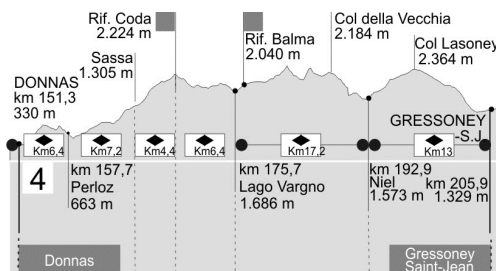 Rif. Coda
2.224 m
Rif. Balma
2.040 m
Col della Vecchia
2.184 m
Col Lasoney
2.364 m
Sassa
1.305 m
DONNAS
km 151,3
330 m
GRESSONEY
-S.J.
Km6,4
Km7,2
Km4,4
Km6,4
Km17,2
Km13
4
km 157,7
Perloz
663 m
km 175,7
Lago Vargno
1.686 m
km 192,9
Niel
1.573 m
km 205,9
1.329 m
Donnas
Gressoney
Saint-Jean